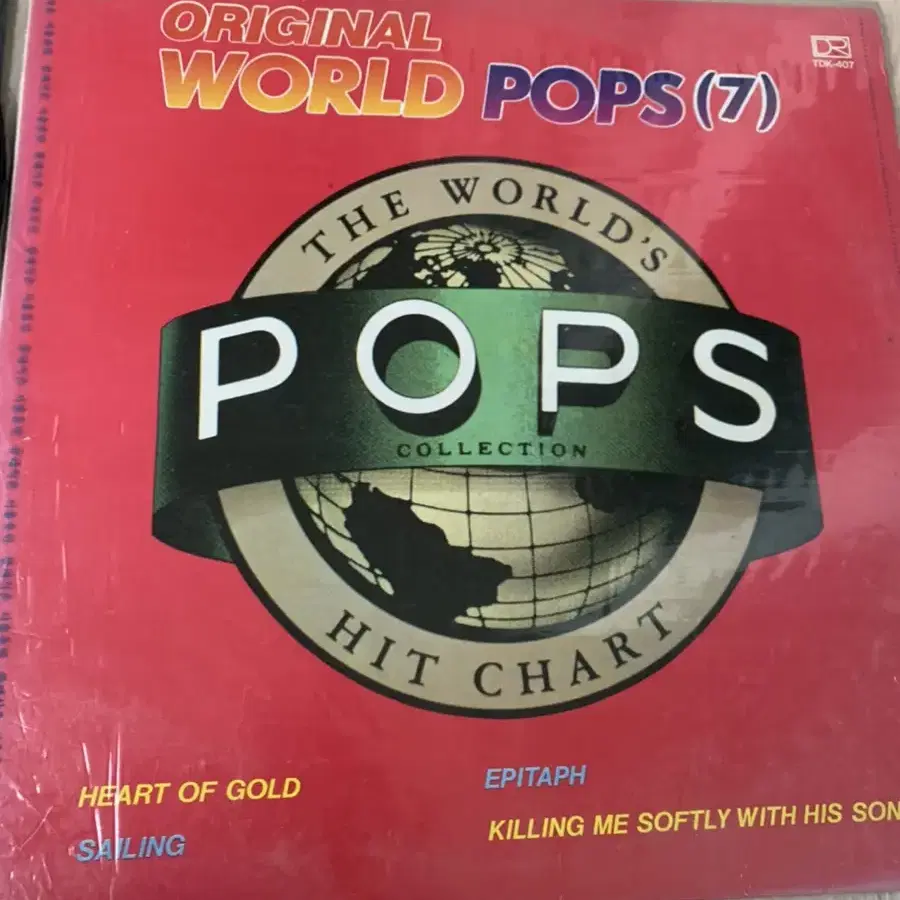 ORIGINAL
WORLD POPS (7)
DR
TDK-407
THE WORLD'S
POPS
COLLECTION
HIT CHART
HEART OF GOLD
SAILING
EPITAPH
KILLING ME SOFTLY WITH HIS SON